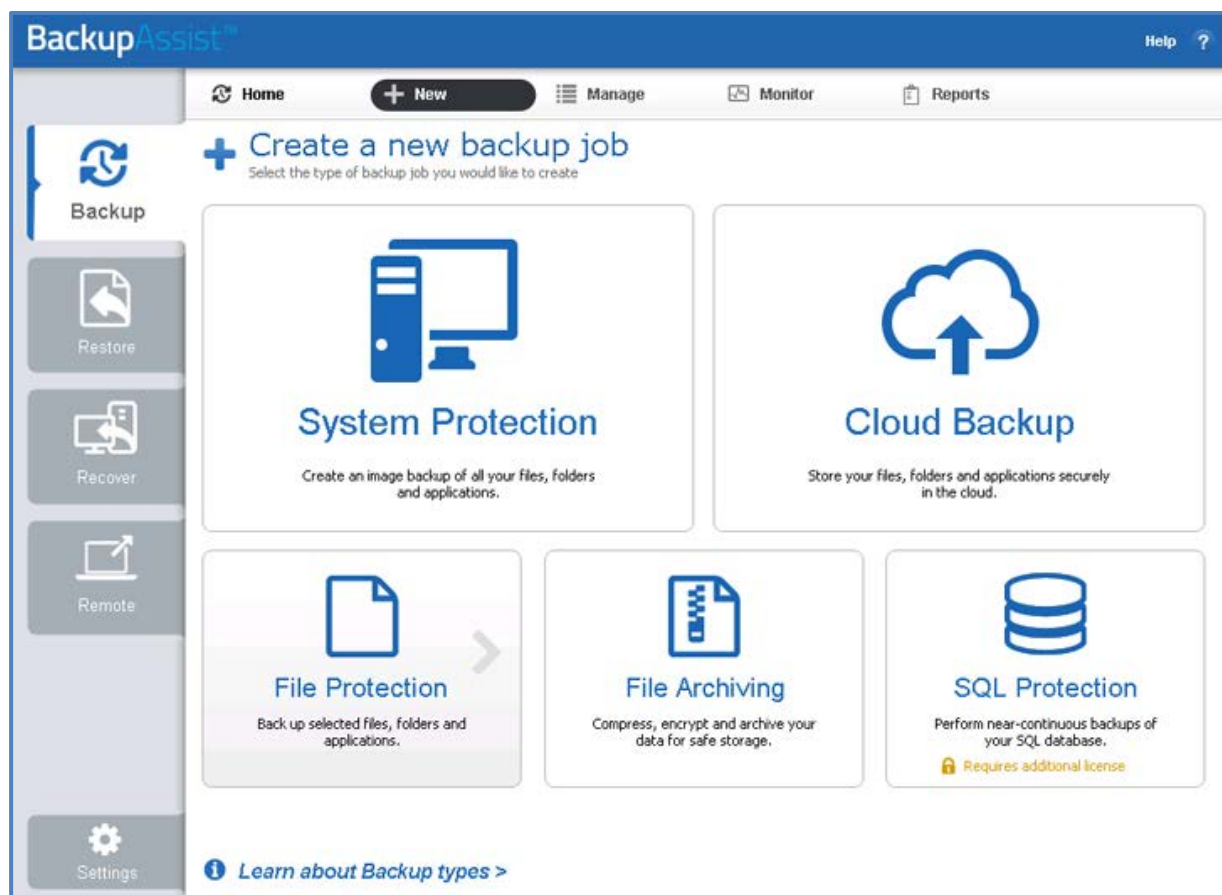 BackupAssist™
Help ?
Home New Manage Monitor Reports
Create a new backup job
Select the type of backup job you would like to create
Backup
Restore
Recover
Remote
Settings
System Protection
Create an image backup of all your files, folders
and applications.
Cloud Backup
Store your files, folders and applications securely
in the cloud.
File Protection
Back up selected files, folders and
applications.
File Archiving
Compress, encrypt and archive your
data for safe storage.
SQL Protection
Perform near-continuous backups of
your SQL database.
Requires additional license
Learn about Backup types >